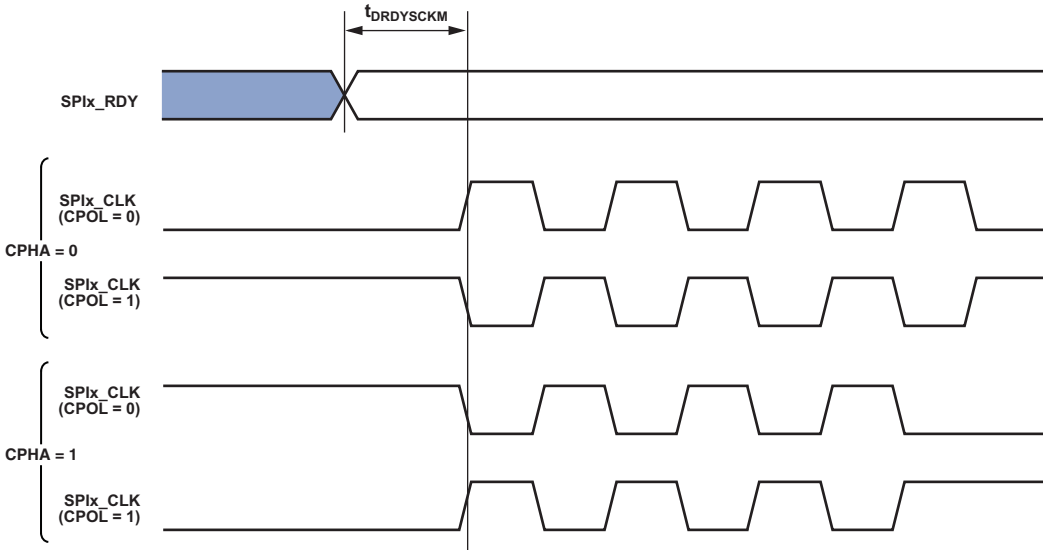 tDRDYSCKM
SPIx_RDY
SPIx_CLK
(CPOL = 0)
CPHA = 0
SPIx_CLK
(CPOL = 1)
SPIx_CLK
(CPOL = 0)
CPHA = 1
SPIx_CLK
(CPOL = 1)